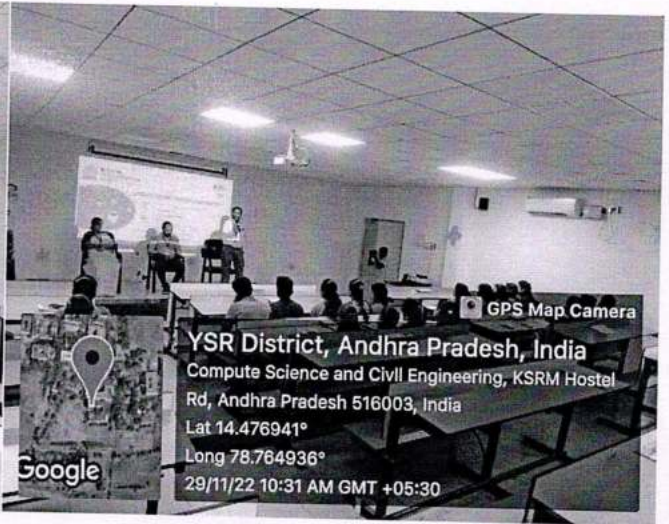 GPS Map Camera
YSR District, Andhra Pradesh, India
Compute Science and Civil Engineering, KSRM Hostel
Rd, Andhra Pradesh 516003, India
Lat 14.476941°
Long 78.764936°
29/11/22 10:31 AM GMT +05:30
Google